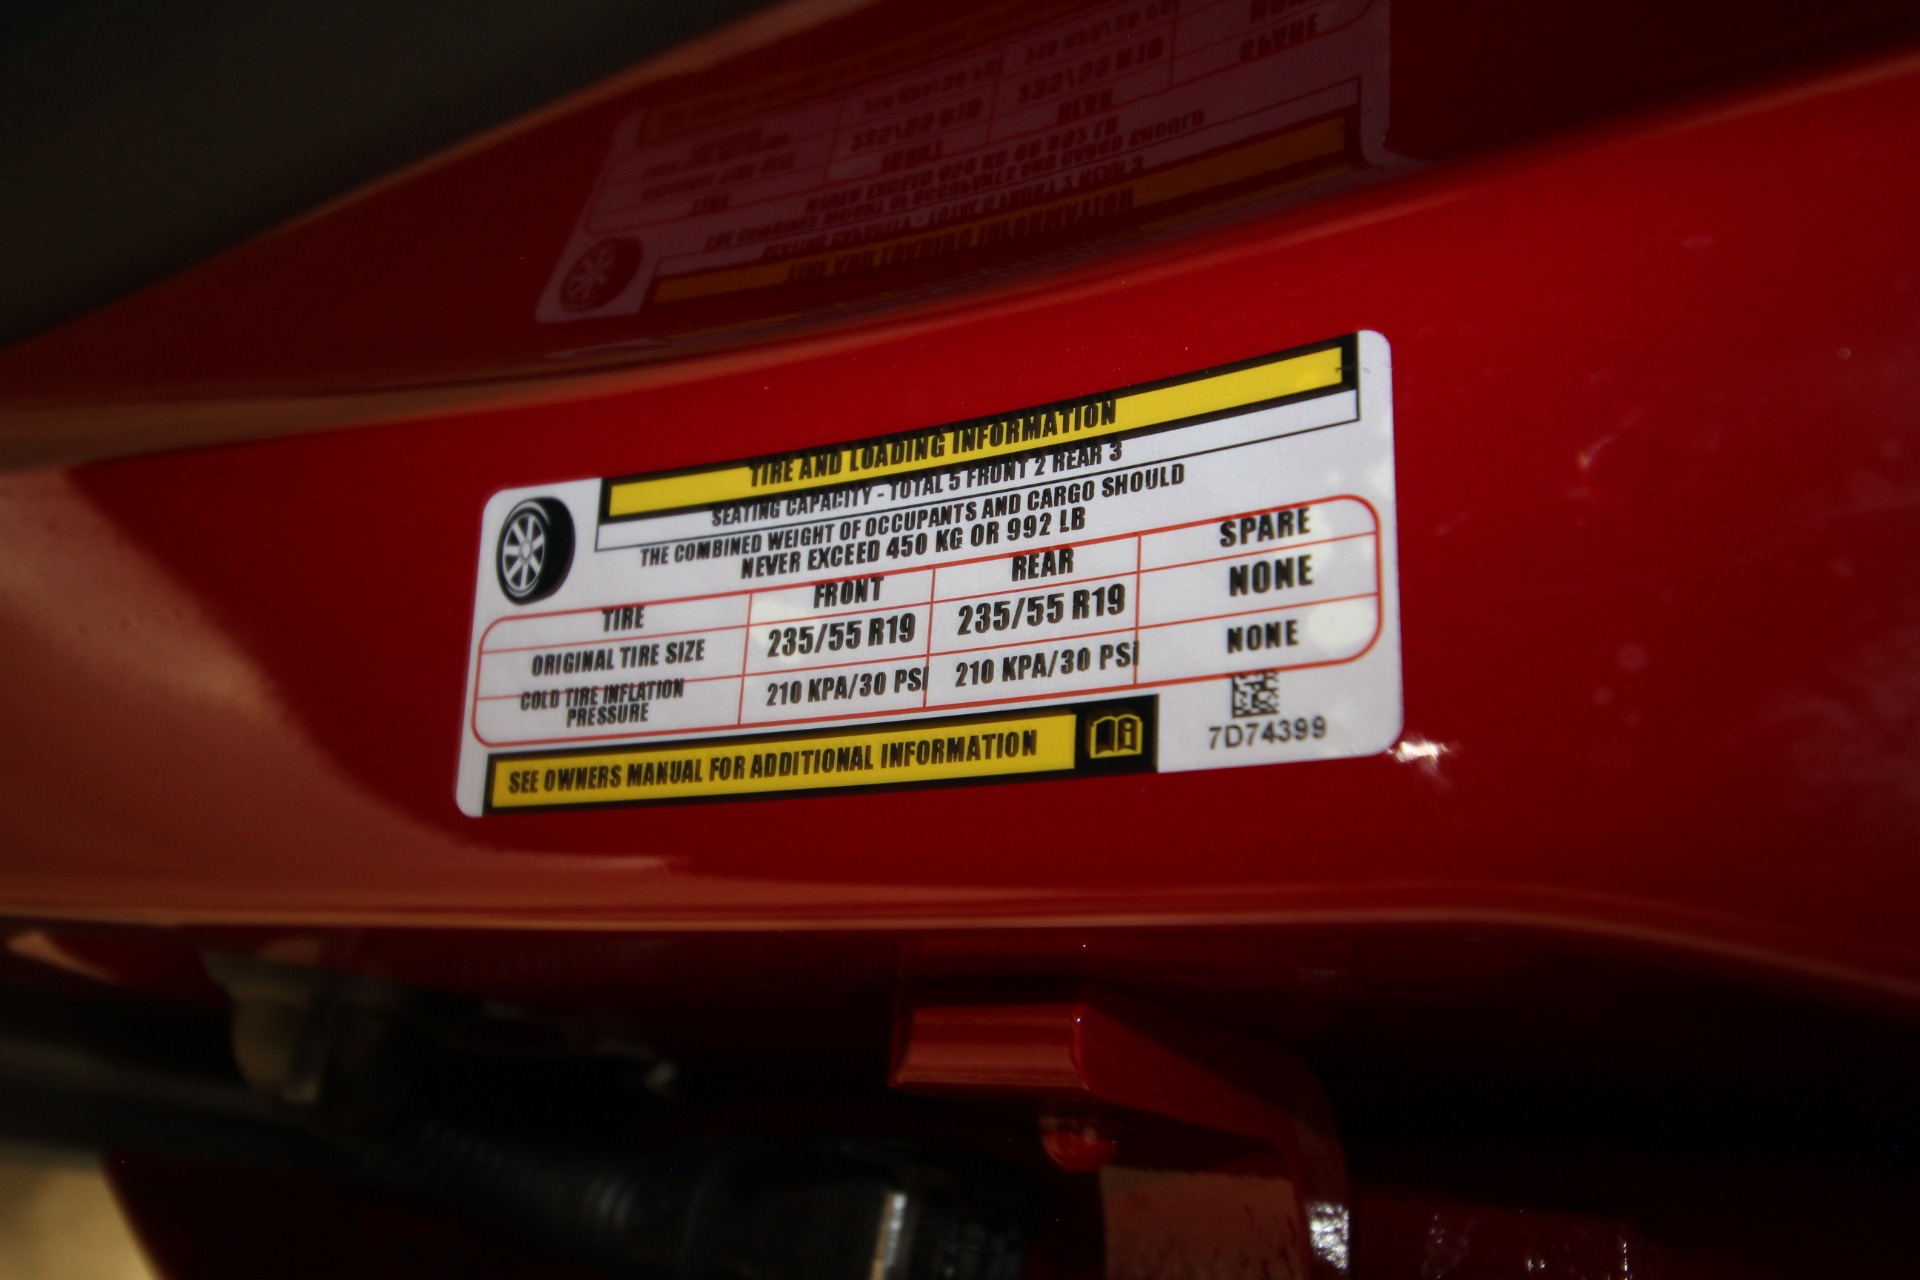 TIRE AND LOADING INFORMATION
SEATING CAPACITY - TOTAL 5 FRONT 2 REAR 3
THE COMBINED WEIGHT OF OCCUPANTS AND CARGO SHOULD
NEVER EXCEED 450 KG OR 992 LB
TIRE FRONT REAR SPARE
ORIGINAL TIRE SIZE 235/55 R19 235/55 R19 NONE
COLD TIRE INFLATION
PRESSURE 210 KPA/30 PSI 210 KPA/30 PSI NONE
SEE OWNERS MANUAL FOR ADDITIONAL INFORMATION
7D74399